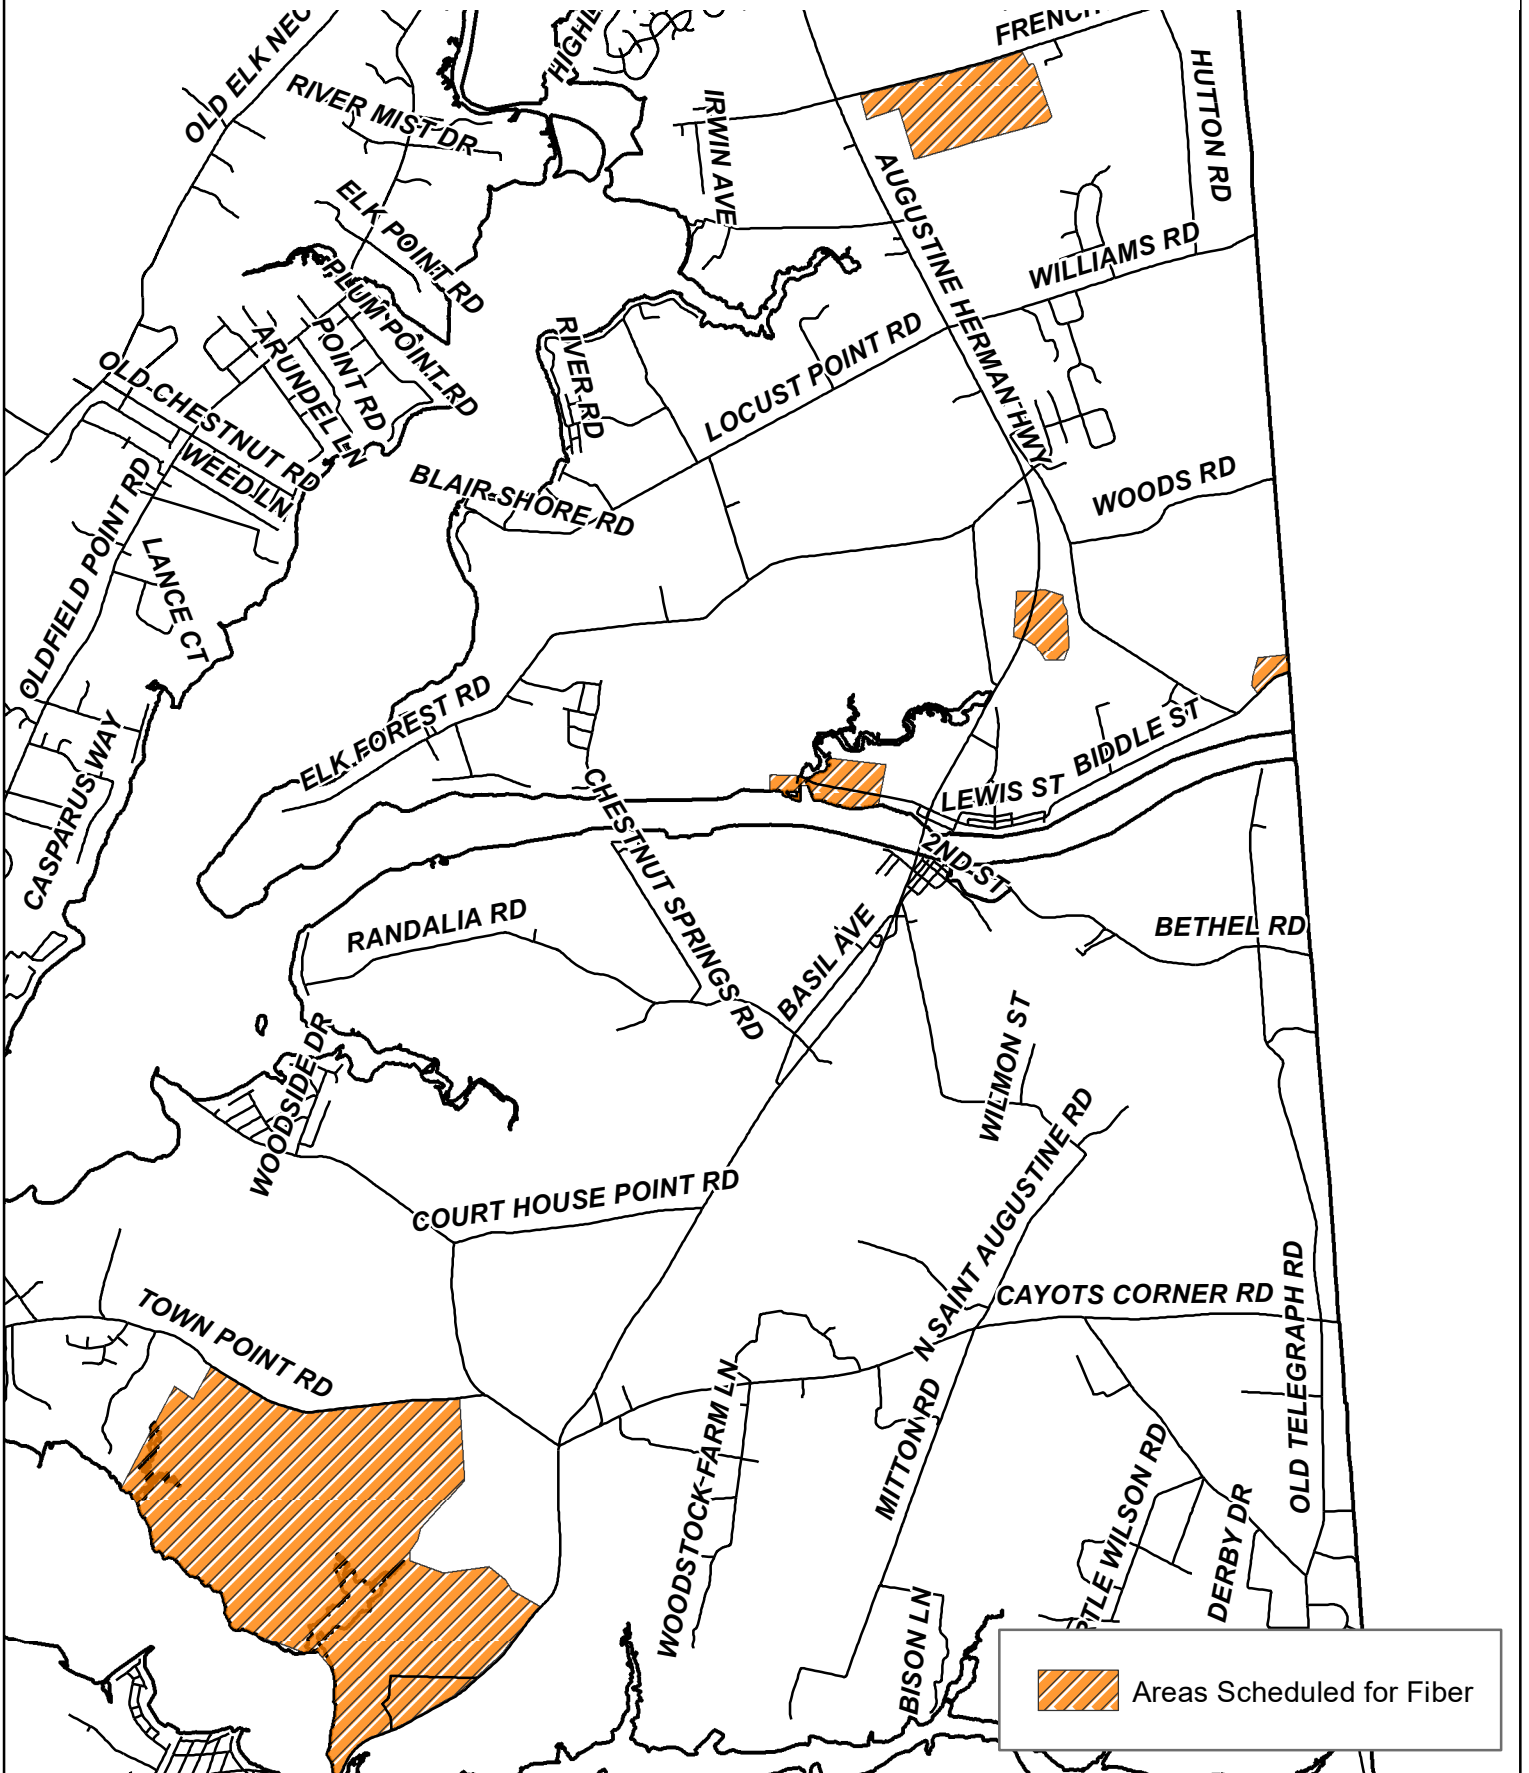 OLD ELK NEC
HIGHL
FRENCH
RIVER MIST DR
IRWIN AVE
HUTTON RD
ELK POINT RD
AUGUSTINE HERMAN HWY
WILLIAMS RD
PLUM POINT RD
POINT RD
ARUNDEL LN
RIVER RD
LOCUST POINT RD
OLD CHESTNUT RD
WEED LN
BLAIR SHORE RD
WOODS RD
OLDFIELD POINT RD
LANCE CT
ELK FOREST RD
CASPARUS WAY
BIDDLE ST
LEWIS ST
CHESTNUT SPRINGS RD
2ND ST
RANDALIA RD
BASIL AVE
BETHEL RD
WOODSIDE DR
WILMON ST
COURT HOUSE POINT RD
N SAINT AUGUSTINE RD
CAYOTS CORNER RD
TOWN POINT RD
OLD TELEGRAPH RD
WOODSTOCK FARM LN
MITTON RD
RTLE WILSON RD
DERBY DR
BISON LN
Areas Scheduled for Fiber